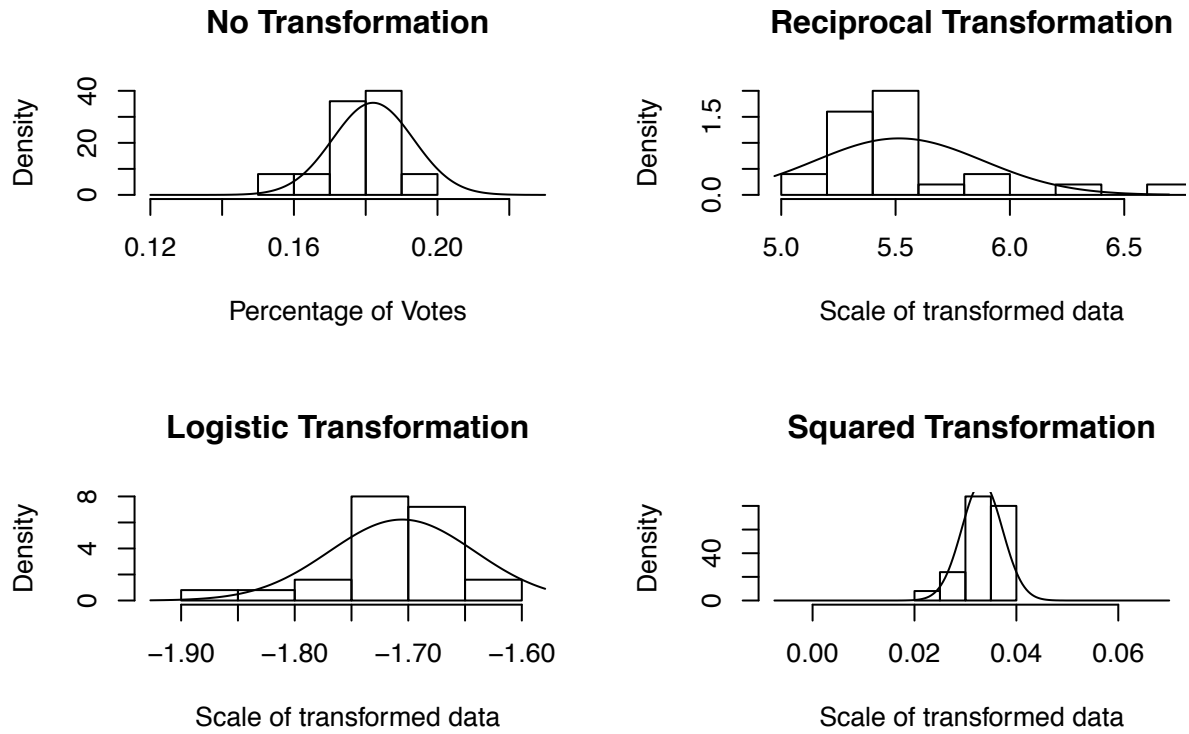 No Transformation
Density
0
20
40
0.12
0.16
0.20
Percentage of Votes
Reciprocal Transformation
Density
0.0
1.5
5.0
5.5
6.0
6.5
Scale of transformed data
Logistic Transformation
Density
0
4
8
−1.90
−1.80
−1.70
−1.60
Scale of transformed data
Squared Transformation
Density
0
40
0.00
0.02
0.04
0.06
Scale of transformed data